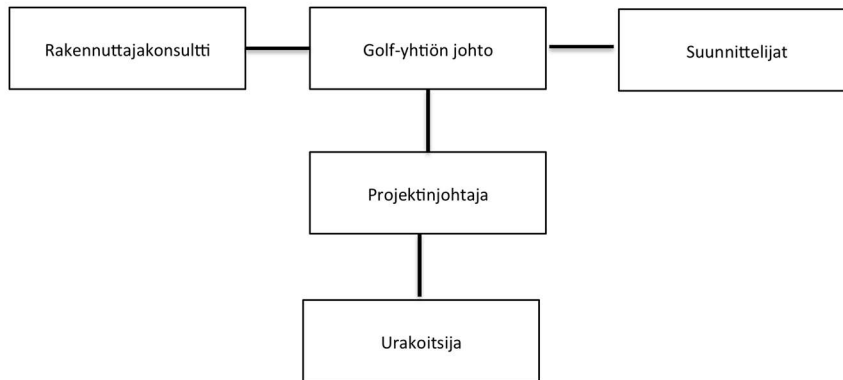 Rakennuttajakonsultti
Golf-yhtiön johto
Suunnittelijat
Projektinjohtaja
Urakoitsija